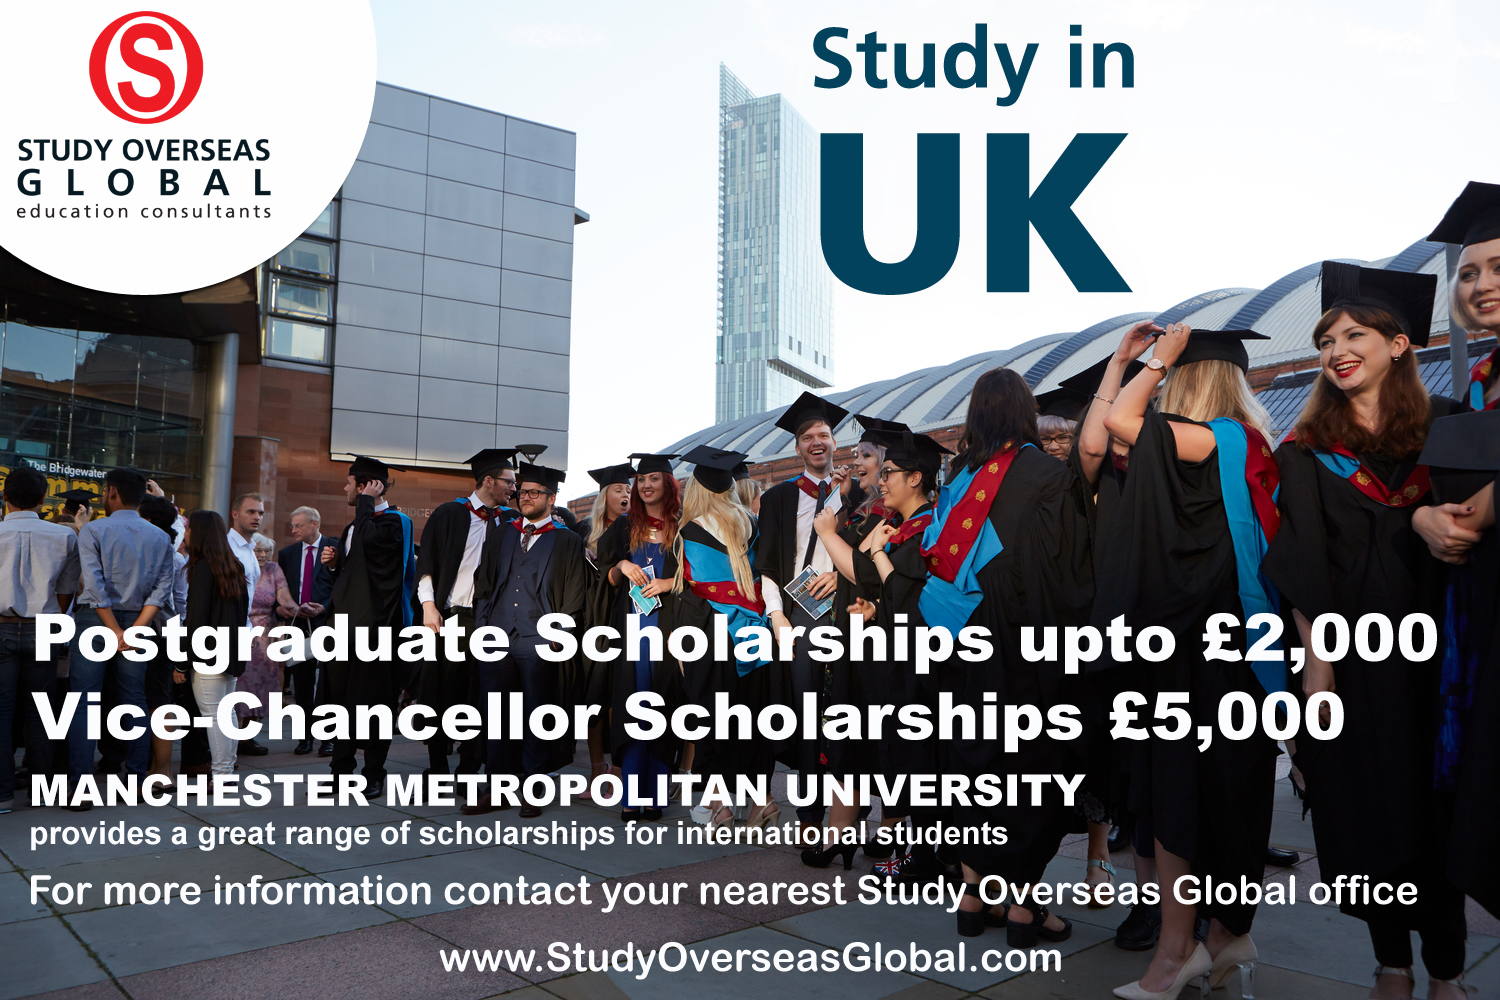 S
STUDY OVERSEAS
GLOBAL
education consultants
Study in
UK
The Bridgewater
Postgraduate Scholarships upto £2,000
Vice-Chancellor Scholarships £5,000
MANCHESTER METROPOLITAN UNIVERSITY
provides a great range of scholarships for international students
For more information contact your nearest Study Overseas Global office
www.StudyOverseasGlobal.com